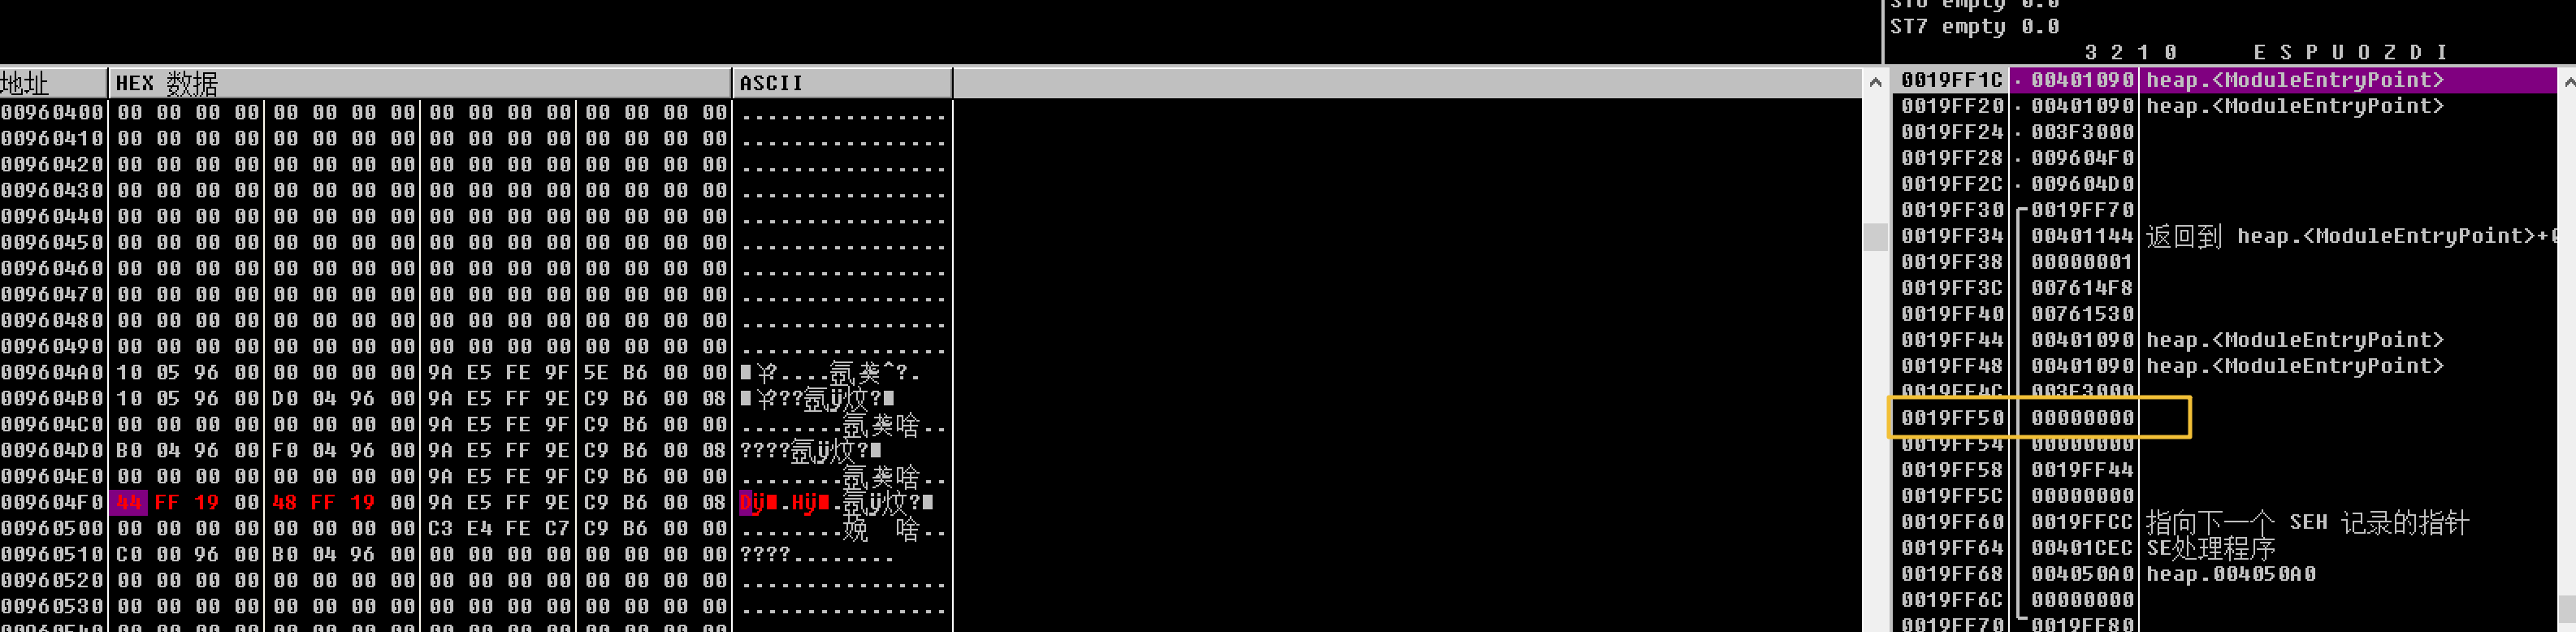 ST6 empty 0.0
ST7 empty 0.0
3 2 1 0 E S P U O Z D I
地址 HEX 数据 ASCII
00960400 00 00 00 00 00 00 00 00 00 00 00 00 00 00 00 00 ................
00960410 00 00 00 00 00 00 00 00 00 00 00 00 00 00 00 00 ................
00960420 00 00 00 00 00 00 00 00 00 00 00 00 00 00 00 00 ................
00960430 00 00 00 00 00 00 00 00 00 00 00 00 00 00 00 00 ................
00960440 00 00 00 00 00 00 00 00 00 00 00 00 00 00 00 00 ................
00960450 00 00 00 00 00 00 00 00 00 00 00 00 00 00 00 00 ................
00960460 00 00 00 00 00 00 00 00 00 00 00 00 00 00 00 00 ................
00960470 00 00 00 00 00 00 00 00 00 00 00 00 00 00 00 00 ................
00960480 00 00 00 00 00 00 00 00 00 00 00 00 00 00 00 00 ................
00960490 00 00 00 00 00 00 00 00 00 00 00 00 00 00 00 00 ................
009604A0 10 05 96 00 00 00 00 00 9A E5 FE 9F 5E B6 00 00
009604B0 10 05 96 00 D0 04 96 00 9A E5 FF 9E C9 B6 00 08
009604C0 00 00 00 00 00 00 00 00 9A E5 FE 9F C9 B6 00 00
009604D0 B0 04 96 00 F0 04 96 00 9A E5 FF 9E C9 B6 00 08
009604E0 00 00 00 00 00 00 00 00 9A E5 FE 9F C9 B6 00 00
009604F0 44 FF 19 00 48 FF 19 00 9A E5 FF 9E C9 B6 00 08
00960500 00 00 00 00 00 00 00 00 C3 E4 FE C7 C9 B6 00 00
00960510 C0 00 96 00 B0 04 96 00 00 00 00 00 00 00 00 00 ????........
00960520 00 00 00 00 00 00 00 00 00 00 00 00 00 00 00 00 ................
00960530 00 00 00 00 00 00 00 00 00 00 00 00 00 00 00 00 ................
0019FF1C 00401090 heap.<ModuleEntryPoint>
0019FF20 00401090 heap.<ModuleEntryPoint>
0019FF24 003F3000
0019FF28 009604F0
0019FF2C 009604D0
0019FF30 0019FF70
0019FF34 00401144 返回到 heap.<ModuleEntryPoint>+
0019FF38 00000001
0019FF3C 007614F8
0019FF40 00761530
0019FF44 00401090 heap.<ModuleEntryPoint>
0019FF48 00401090 heap.<ModuleEntryPoint>
0019FF4C 003F3000
0019FF50 00000000
0019FF54 00000000
0019FF58 0019FF44
0019FF5C 00000000
0019FF60 0019FFCC 指向下一个 SEH 记录的指针
0019FF64 00401CEC SE处理程序
0019FF68 004050A0 heap.004050A0
0019FF6C 00000000
0019FF70 0019FF80